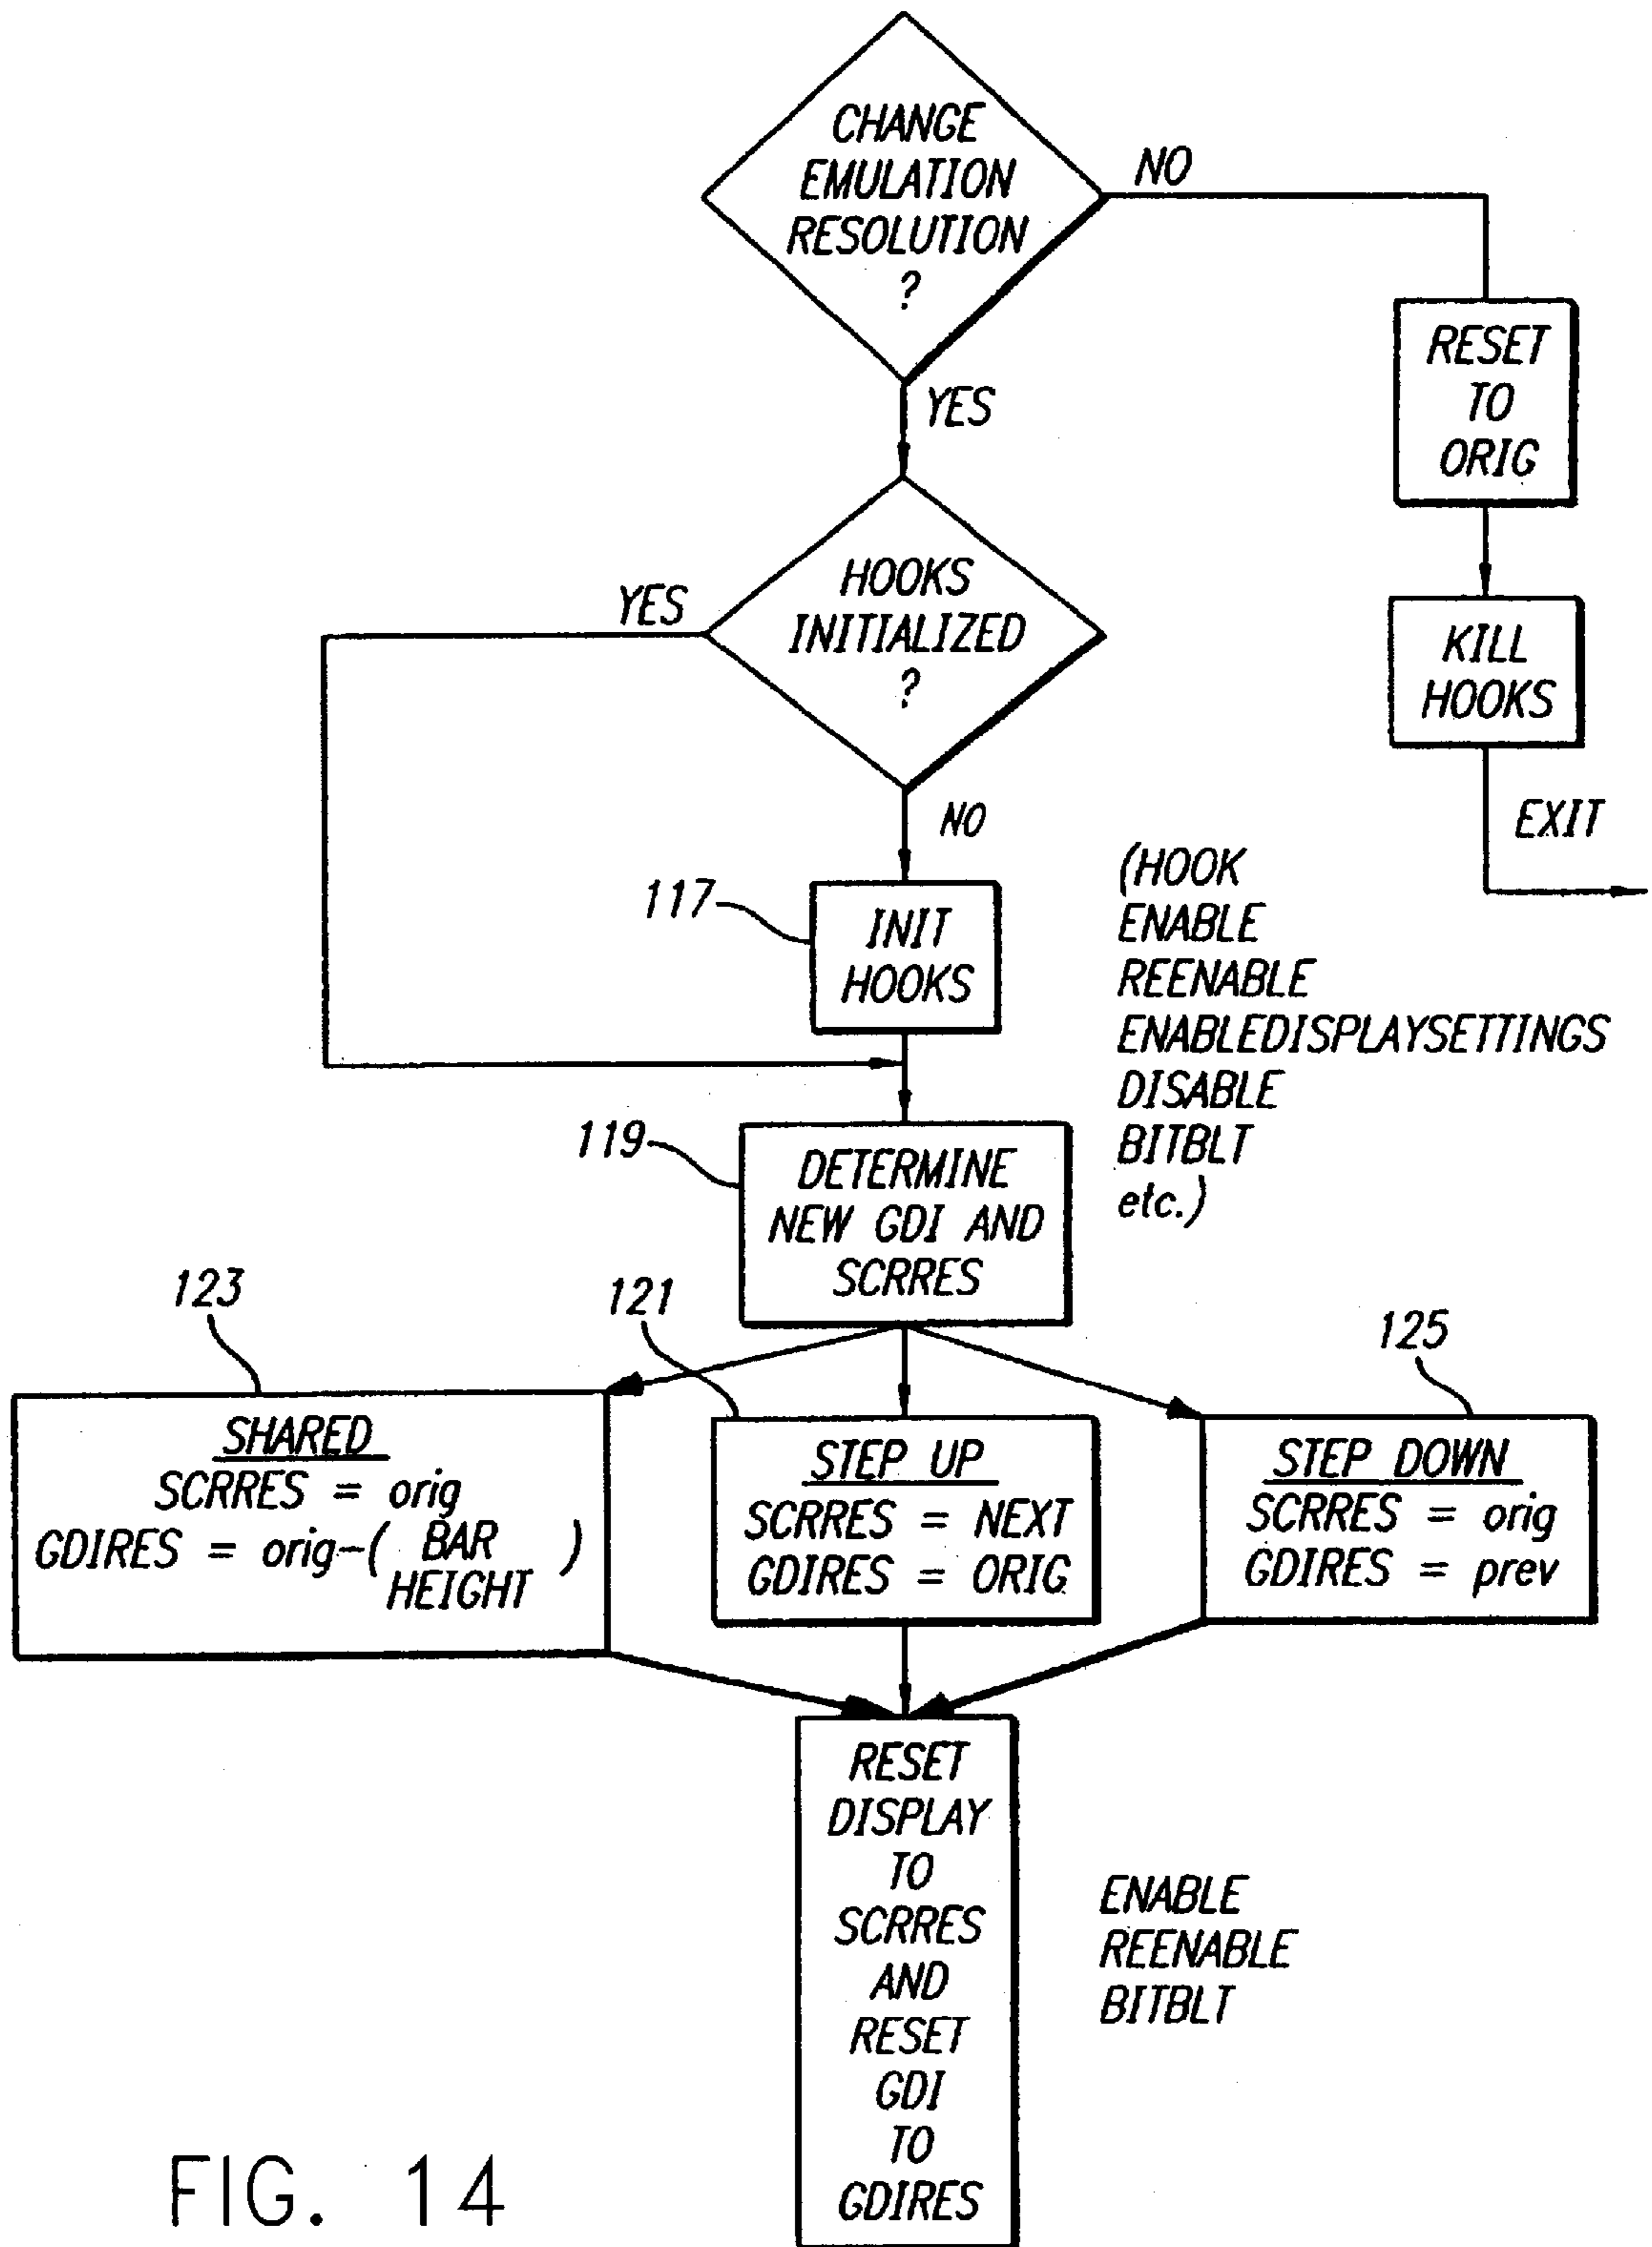 CHANGE
EMULATION
RESOLUTION
?
NO
YES
RESET
TO
ORIG
KILL
HOOKS
EXIT
HOOKS
INITIALIZED
?
YES
NO
117
INIT
HOOKS
(HOOK
ENABLE
REENABLE
ENABLEDISPLAYSETTINGS
DISABLE
BITBLT
etc.)
119
DETERMINE
NEW GDI AND
SCRRES
123
SHARED
SCRRES = orig
GDIRES = orig-( BAR )
HEIGHT
121
STEP UP
SCRRES = NEXT
GDIRES = ORIG
125
STEP DOWN
SCRRES = orig
GDIRES = prev
RESET
DISPLAY
TO
SCRRES
AND
RESET
GDI
TO
GDIRES
ENABLE
REENABLE
BITBLT
FIG. 14